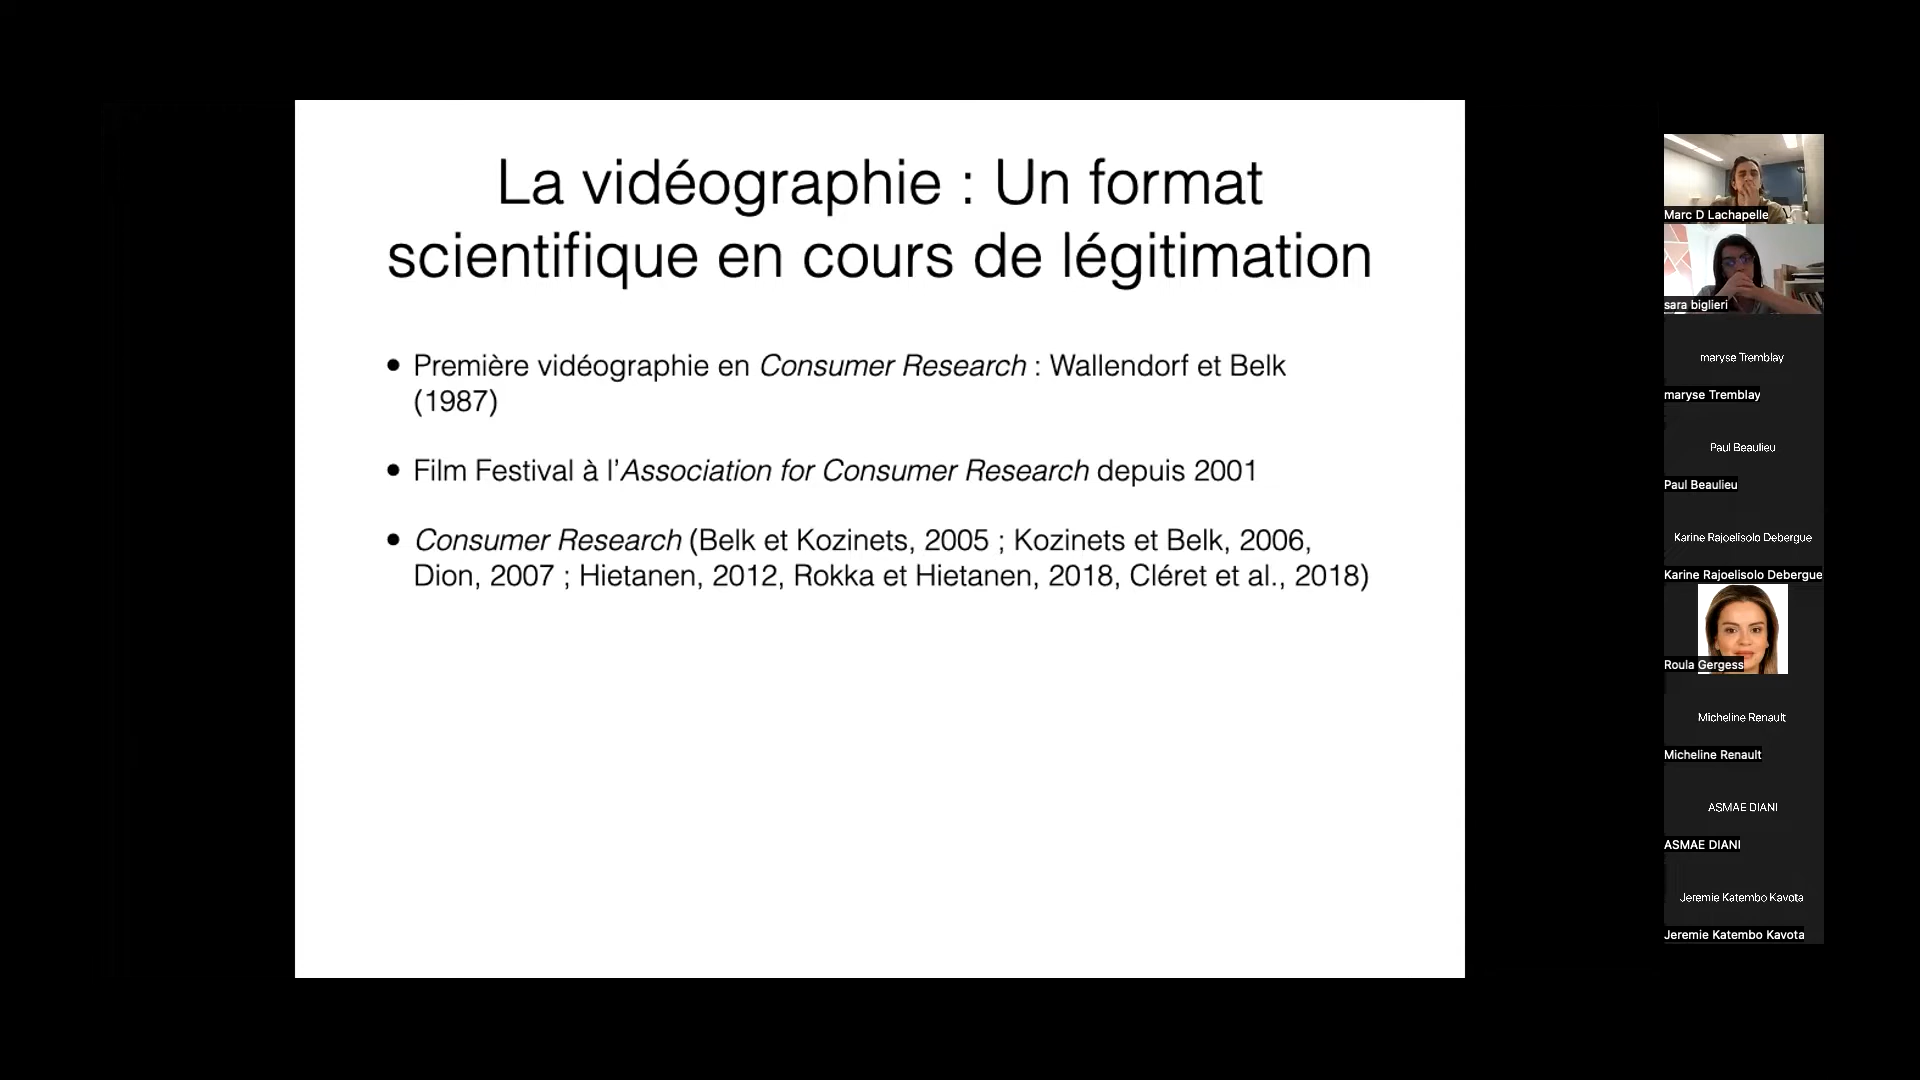 La vidéographie : Un format
scientifique en cours de légitimation
• Première vidéographie en Consumer Research : Wallendorf et Belk
(1987)
• Film Festival à l'Association for Consumer Research depuis 2001
• Consumer Research (Belk et Kozinets, 2005 ; Kozinets et Belk, 2006,
Dion, 2007 ; Hietanen, 2012, Rokka et Hietanen, 2018, Cléret et al., 2018)
Marc D Lachapelle
sara biglieri
maryse Tremblay
maryse Tremblay
Paul Beaulieu
Paul Beaulieu
Karine Rajoelisolo Debergue
Karine Rajoelisolo Debergue
Roula Gergess
Micheline Renault
Micheline Renault
ASMAE DIANI
ASMAE DIANI
Jeremie Katembo Kavota
Jeremie Katembo Kavota